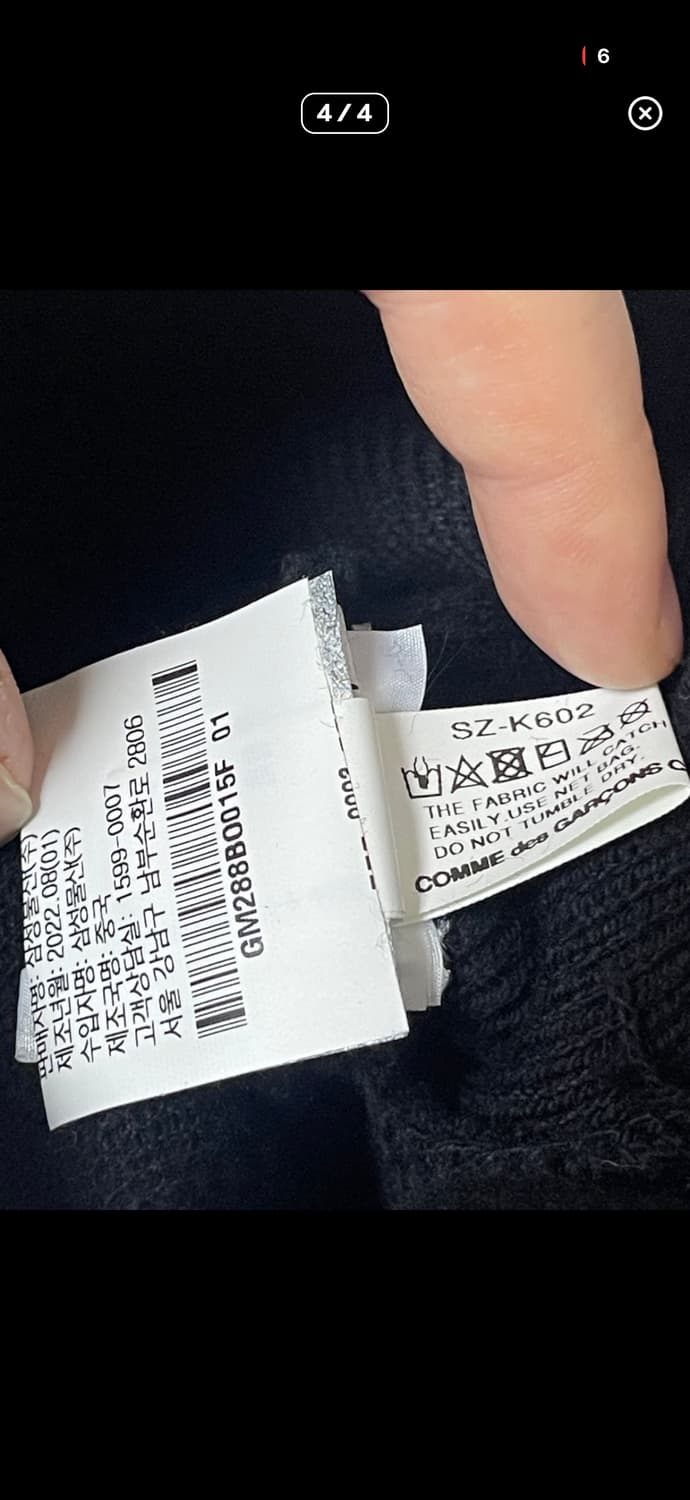 6
4/4
판매자명: 삼성물산(주)
제조년월: 2022.08(01)
수입자명: 삼성물산(주)
제조국명: 중국
고객상담실: 1599-0007
서울 강남구 남부순환로 2806
GM288B0015F 01
SZ-K602
THE FABRIC WILL CATCH
EASILY.USE NET BAG.
DO NOT TUMBLE DRY.
COMME des GARÇONS